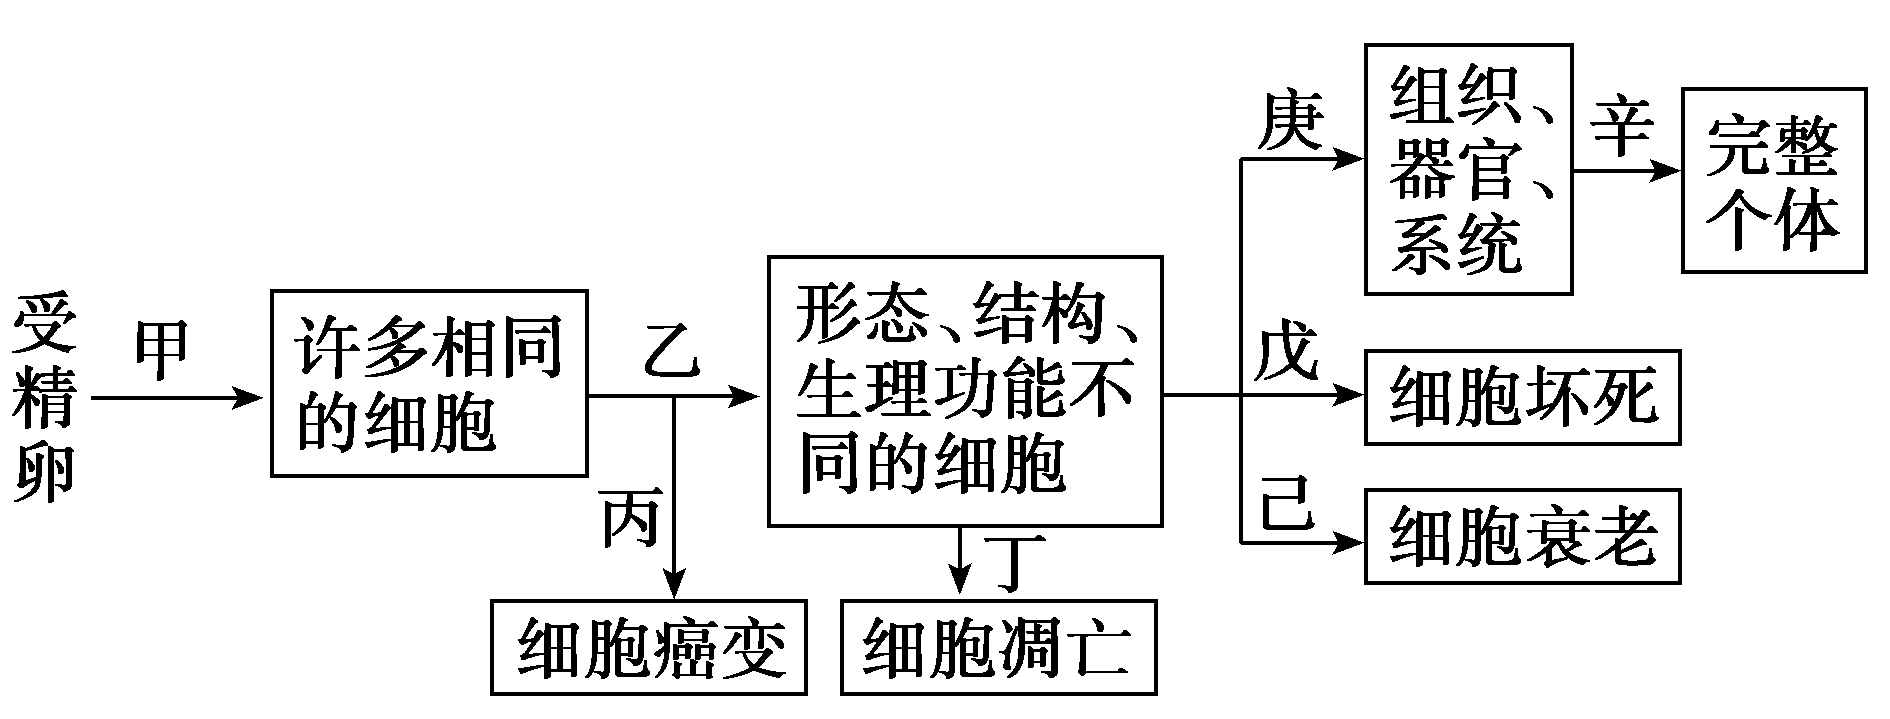 受
精
卵
甲
许多相同
的细胞
乙
丙
细胞癌变
形态、结构、
生理功能不
同的细胞
丁
细胞凋亡
庚
组织、
器官、
系统
辛
完整
个体
戊
细胞坏死
己
细胞衰老